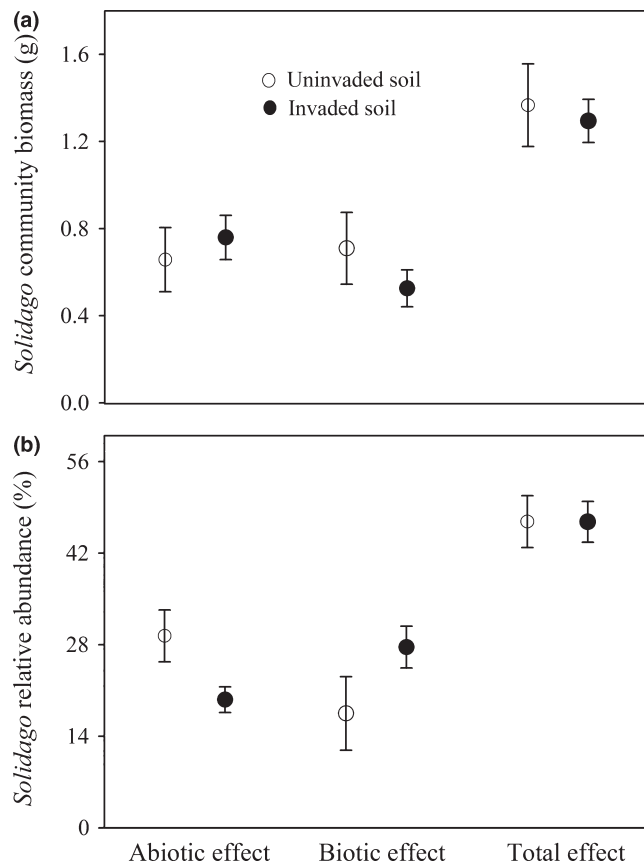 (a)
Solidago community biomass (g)
1.6
1.2
0.8
0.4
0.0
Uninvaded soil
Invaded soil
(b)
Solidago relative abundance (%)
56
42
28
14
0
Abiotic effect Biotic effect Total effect